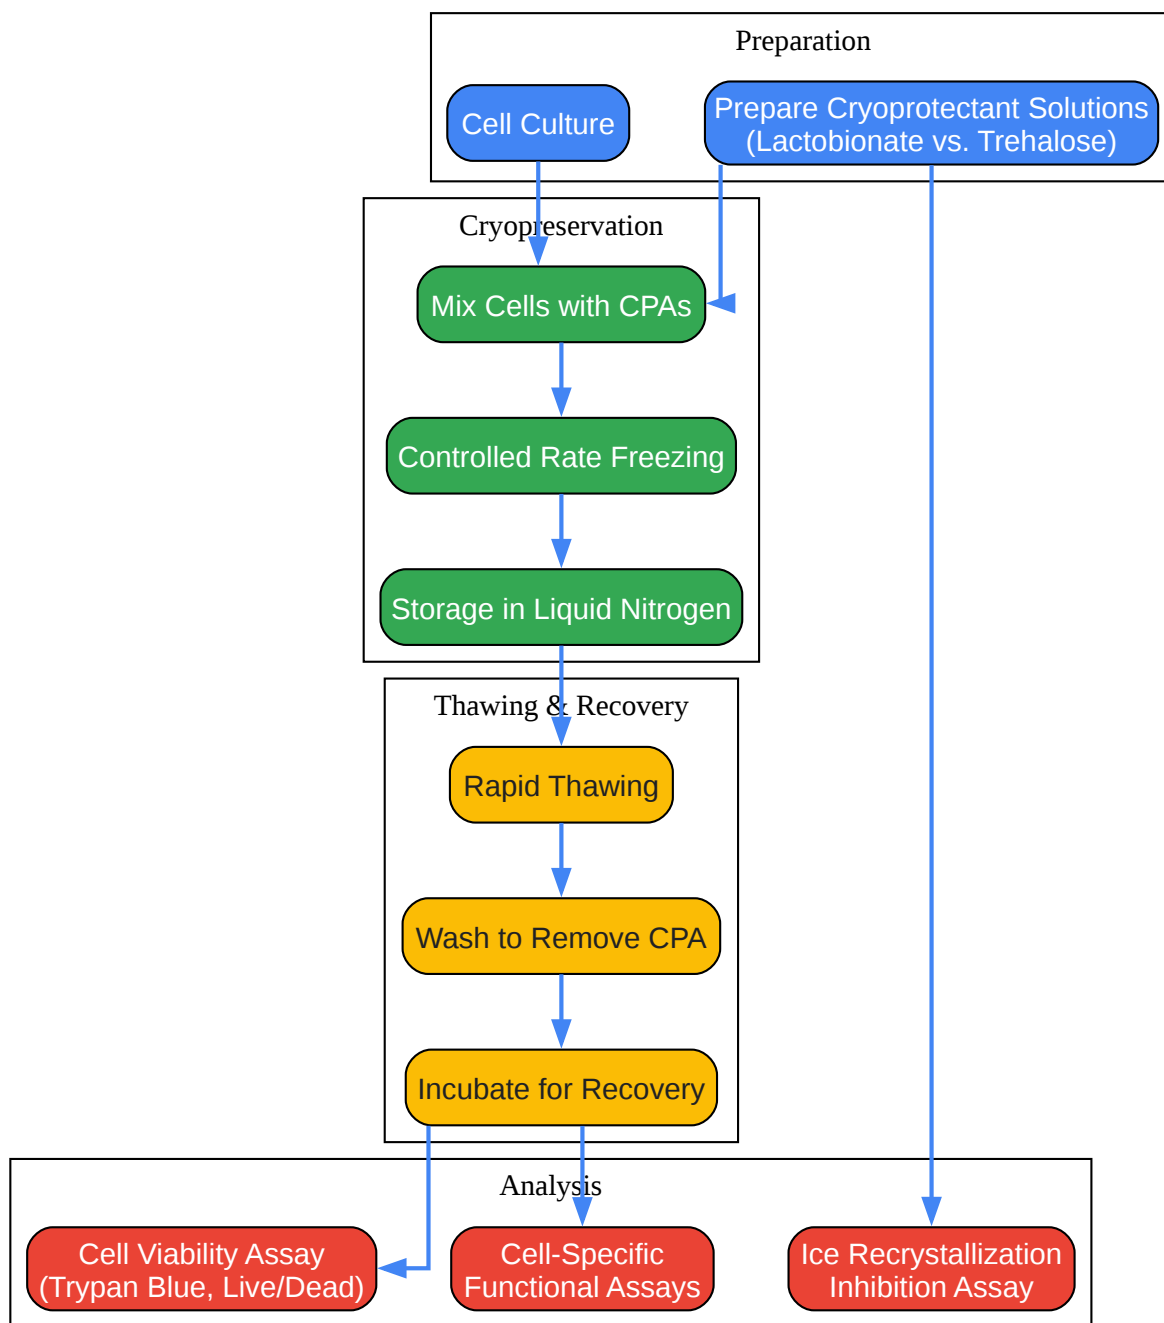 Preparation
Cell Culture
Prepare Cryoprotectant Solutions
(Lactobionate vs. Trehalose)
Cryopreservation
Mix Cells with CPAs
Controlled Rate Freezing
Storage in Liquid Nitrogen
Thawing & Recovery
Rapid Thawing
Wash to Remove CPA
Incubate for Recovery
Analysis
Cell Viability Assay
(Trypan Blue, Live/Dead)
Cell-Specific
Functional Assays
Ice Recrystallization
Inhibition Assay